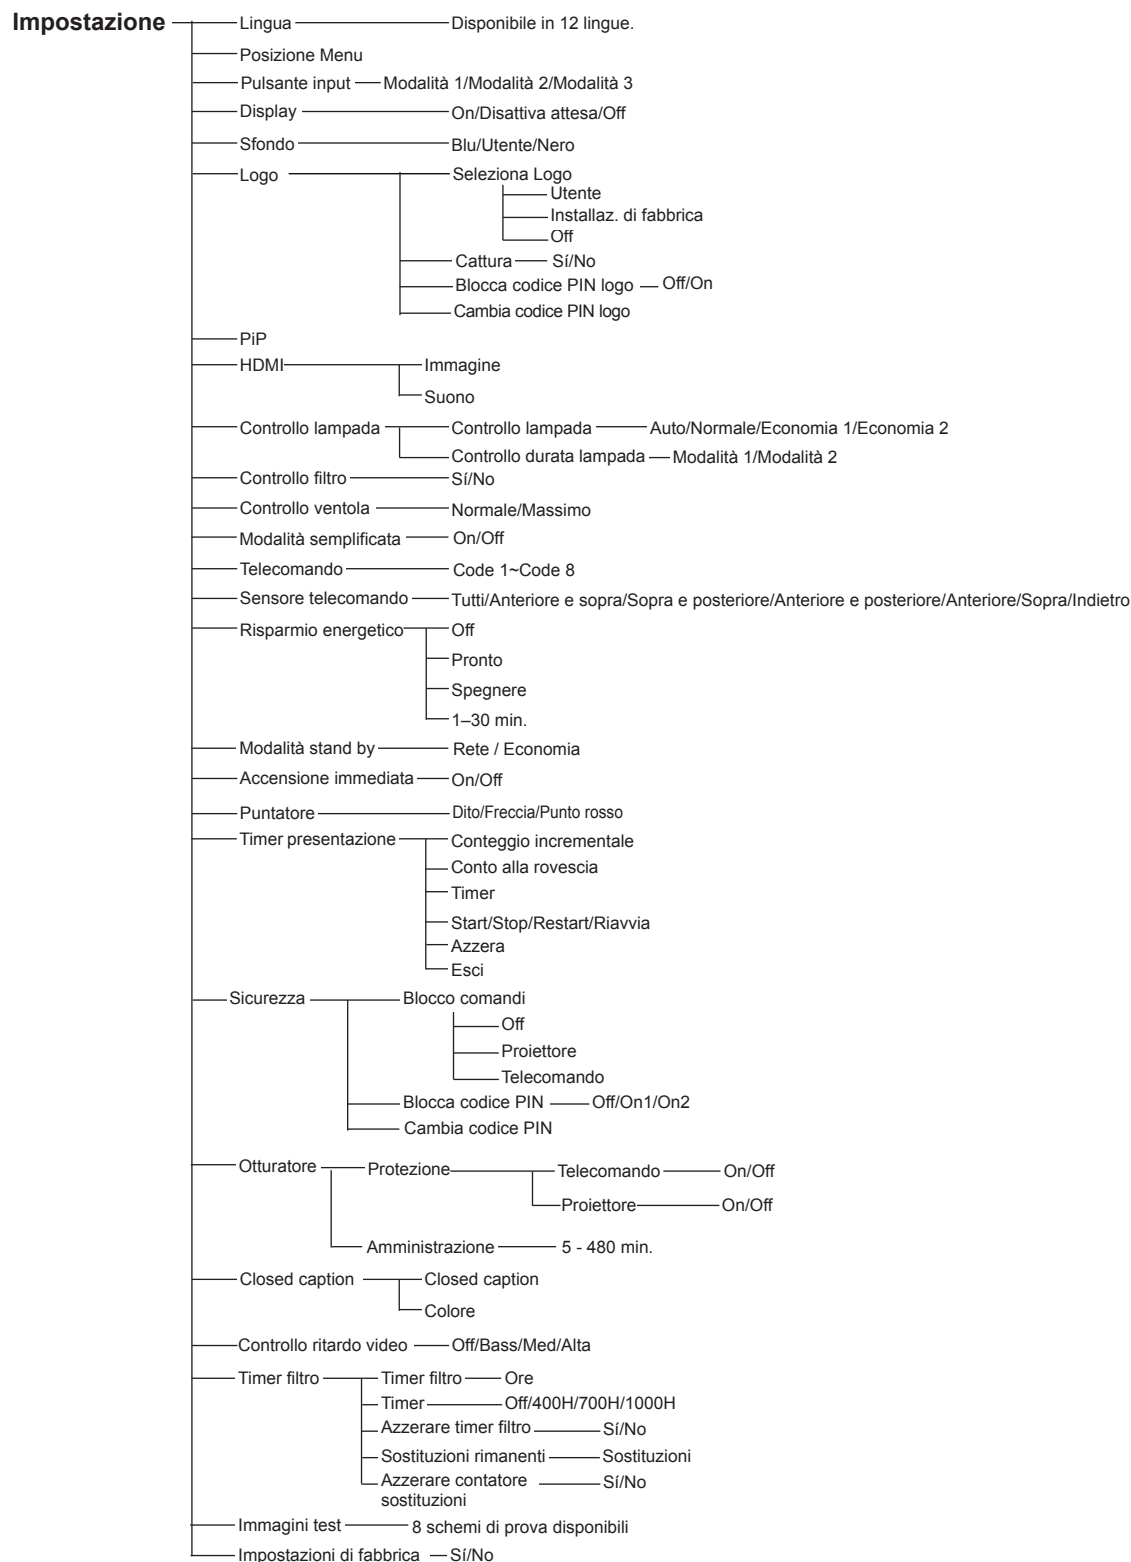 Impostazione
Lingua Disponibile in 12 lingue.
Posizione Menu
Pulsante input Modalità 1/Modalità 2/Modalità 3
Display On/Disattiva attesa/Off
Sfondo Blu/Utente/Nero
Logo Seleziona Logo
Utente
Installaz. di fabbrica
Off
Cattura Sí/No
Blocca codice PIN logo Off/On
Cambia codice PIN logo
PiP
HDMI Immagine
Suono
Controllo lampada Controllo lampada Auto/Normale/Economia 1/Economia 2
Controllo durata lampada Modalità 1/Modalità 2
Controllo filtro Sí/No
Controllo ventola Normale/Massimo
Modalità semplificata On/Off
Telecomando Code 1~Code 8
Sensore telecomando Tutti/Anteriore e sopra/Sopra e posteriore/Anteriore e posteriore/Anteriore/Sopra/Indietro
Risparmio energetico Off
Pronto
Spegnere
1–30 min.
Modalità stand by Rete / Economia
Accensione immediata On/Off
Puntatore Dito/Freccia/Punto rosso
Timer presentazione Conteggio incrementale
Conto alla rovescia
Timer
Start/Stop/Restart/Riavvia
Azzera
Esci
Sicurezza Blocco comandi
Off
Proiettore
Telecomando
Blocca codice PIN Off/On1/On2
Cambia codice PIN
Otturatore Protezione Telecomando On/Off
Proiettore On/Off
Amministrazione 5 - 480 min.
Closed caption Closed caption
Colore
Controllo ritardo video Off/Bass/Med/Alta
Timer filtro Timer filtro Ore
Timer Off/400H/700H/1000H
Azzerare timer filtro Sí/No
Sostituzioni rimanenti Sostituzioni
Azzerare contatore Sí/No
sostituzioni
Immagini test 8 schemi di prova disponibili
Impostazioni di fabbrica Sí/No